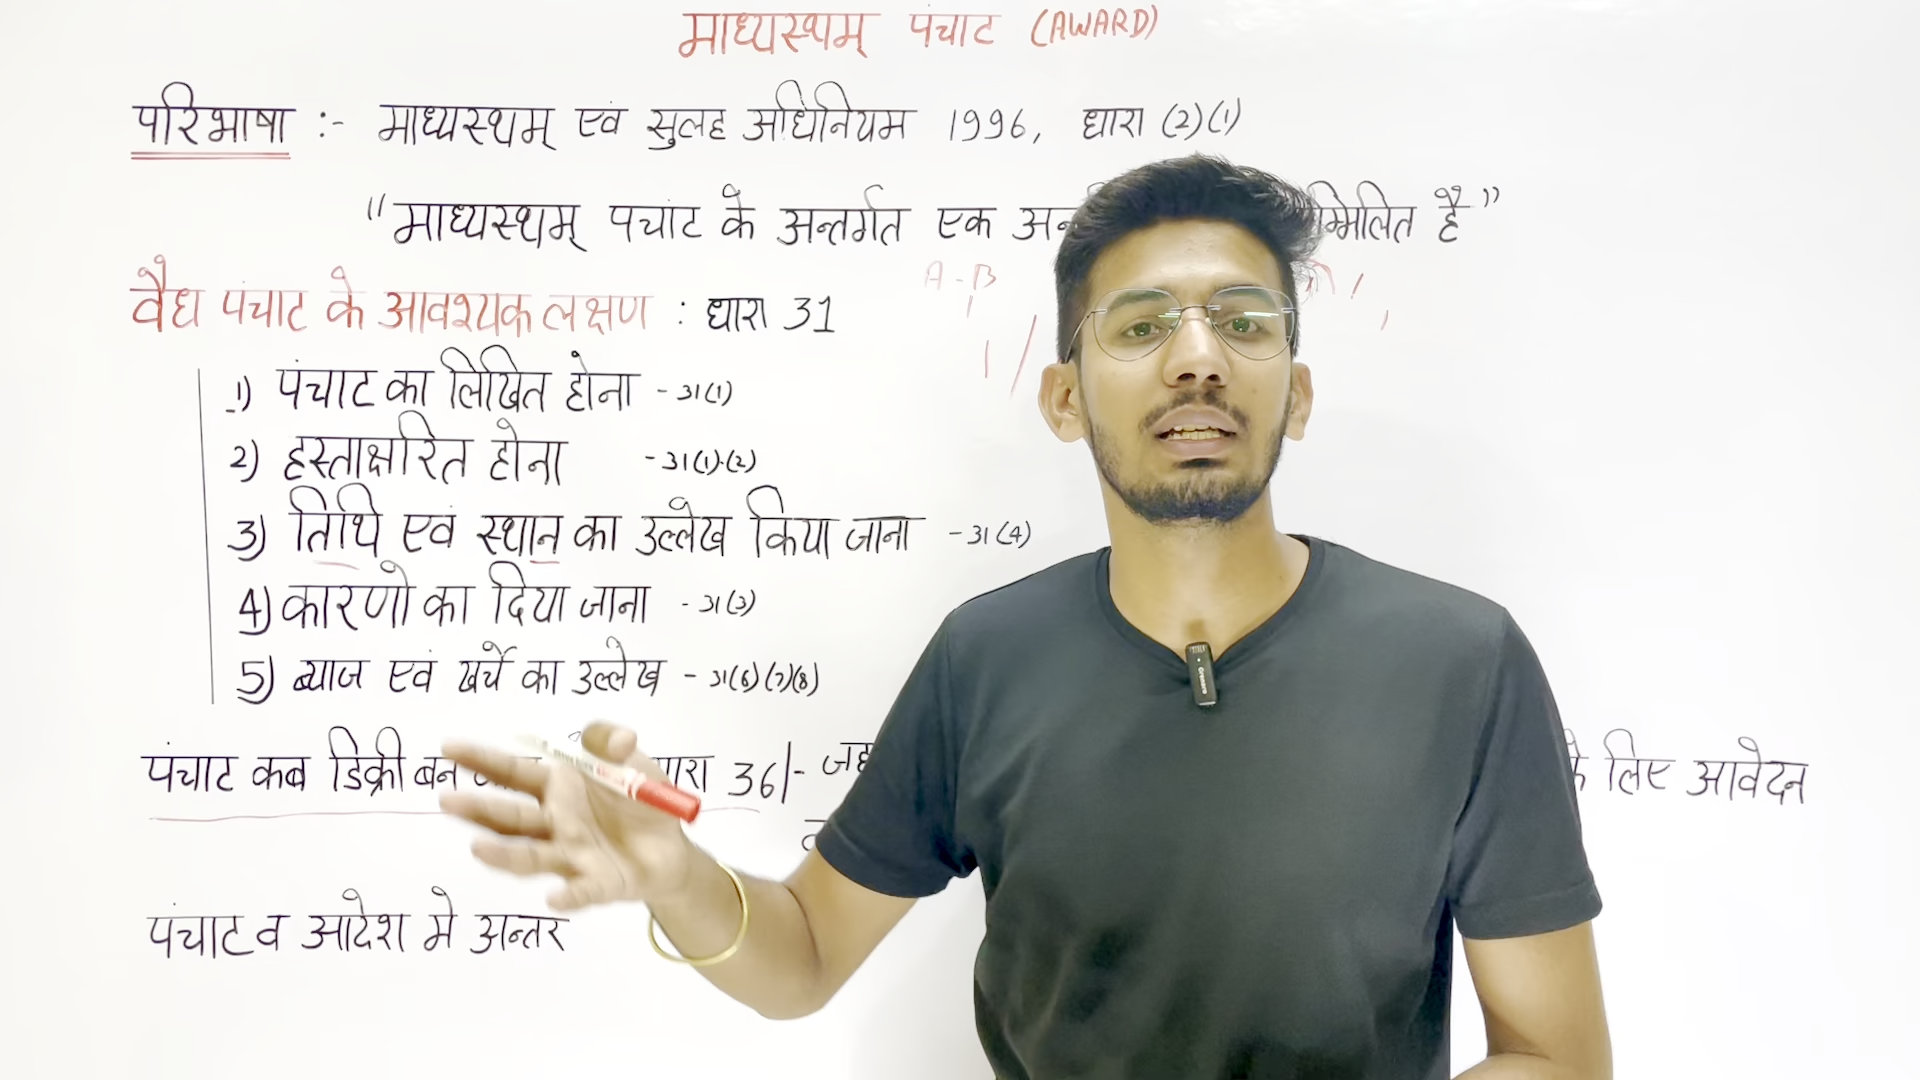 माध्यस्थम् पंचाट (AWARD)
परिभाषा :- माध्यस्थम् एवं सुलह अधिनियम 1996, धारा (2)(1)
"माध्यस्थम् पचांट के अन्तर्गत एक है"
वैध पंचाट के आवश्यक लक्षण : धारा 31
A-B
1) पंचाट का लिखित होना - 31(1)
2) हस्ताक्षरित होना - 31(1).(2)
3) तिथि एवं स्थान का उल्लेख किया जाना - 31(4)
4) कारणो का दिया जाना - 31(3)
5) ब्याज एवं खर्चे का उल्लेख - 31(6)(7)(8)
पंचाट कब डिक्री बन 36/- के लिए आवेदन
पंचाट व आदेश मे अन्तर